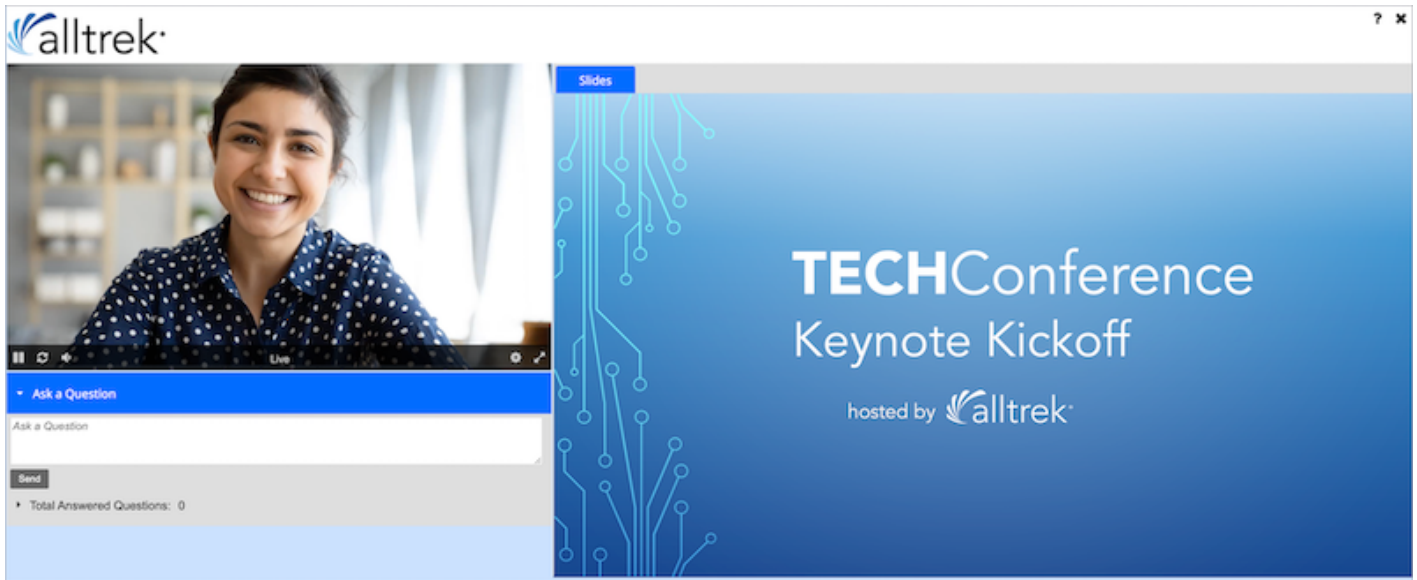 alltrek
? ✖
Slides
Live
Ask a Question
Ask a Question
Send
Total Answered Questions: 0
TECHConference
Keynote Kickoff
hosted by alltrek